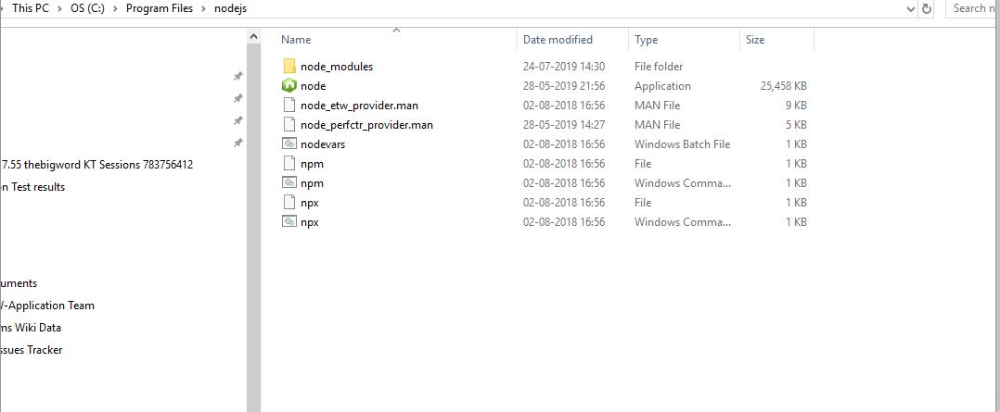 This PC > OS (C:) > Program Files > nodejs
Search n
Name Date modified Type Size
node_modules 24-07-2019 14:30 File folder
node 28-05-2019 21:56 Application 25,458 KB
node_etw_provider.man 02-08-2018 16:56 MAN File 9 KB
node_perfctr_provider.man 28-05-2019 14:27 MAN File 5 KB
nodevars 02-08-2018 16:56 Windows Batch File 1 KB
npm 02-08-2018 16:56 File 1 KB
npm 02-08-2018 16:56 Windows Comma... 1 KB
npx 02-08-2018 16:56 File 1 KB
npx 02-08-2018 16:56 Windows Comma... 1 KB
7.55 thebigword KT Sessions 783756412
n Test results
uments
/-Application Team
ms Wiki Data
ssues Tracker